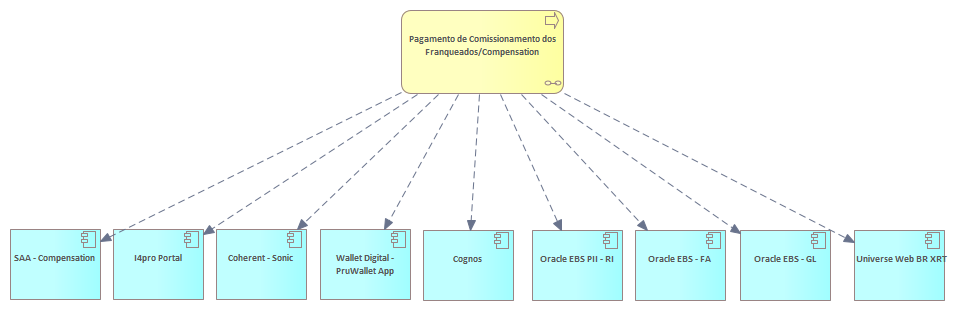 Pagamento de Comissionamento dos
Franqueados/Compensation
SAA - Compensation
I4pro Portal
Coherent - Sonic
Wallet Digital -
PruWallet App
Cognos
Oracle EBS PII - RI
Oracle EBS - FA
Oracle EBS - GL
Universe Web BR XRT